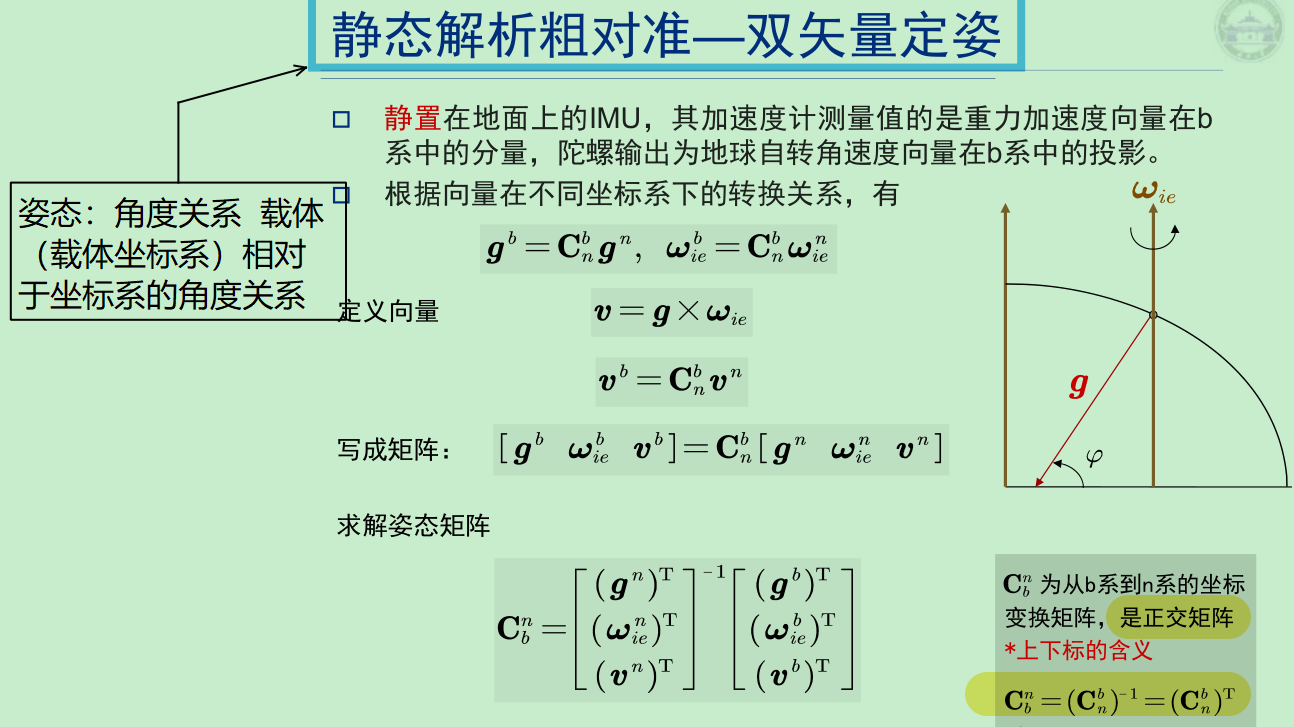 静态解析粗对准—双矢量定姿
□ 静置在地面上的IMU，其加速度计测量值的是重力加速度向量在b
系中的分量，陀螺输出为地球自转角速度向量在b系中的投影。
□ 根据向量在不同坐标系下的转换关系，有
姿态：角度关系 载体
（载体坐标系）相对
于坐标系的角度关系
$\boldsymbol{g}^b = \mathbf{C}_n^b \boldsymbol{g}^n, \ \boldsymbol{\omega}_{ie}^b = \mathbf{C}_n^b \boldsymbol{\omega}_{ie}^n$
定义向量 $\boldsymbol{v} = \boldsymbol{g} \times \boldsymbol{\omega}_{ie}$
$\boldsymbol{v}^b = \mathbf{C}_n^b \boldsymbol{v}^n$
写成矩阵： $[\boldsymbol{g}^b \ \boldsymbol{\omega}_{ie}^b \ \boldsymbol{v}^b] = \mathbf{C}_n^b [\boldsymbol{g}^n \ \boldsymbol{\omega}_{ie}^n \ \boldsymbol{v}^n]$
求解姿态矩阵
$\mathbf{C}_b^n = \begin{bmatrix} (\boldsymbol{g}^n)^{\mathrm{T}} \\ (\boldsymbol{\omega}_{ie}^n)^{\mathrm{T}} \\ (\boldsymbol{v}^n)^{\mathrm{T}} \end{bmatrix}^{-1} \begin{bmatrix} (\boldsymbol{g}^b)^{\mathrm{T}} \\ (\boldsymbol{\omega}_{ie}^b)^{\mathrm{T}} \\ (\boldsymbol{v}^b)^{\mathrm{T}} \end{bmatrix}$
$\boldsymbol{\omega}_{ie}$
$\boldsymbol{g}$
$\varphi$
$\mathbf{C}_b^n$ 为从b系到n系的坐标
变换矩阵，是正交矩阵
*上下标的含义
$\mathbf{C}_b^n = (\mathbf{C}_n^b)^{-1} = (\mathbf{C}_n^b)^{\mathrm{T}}$